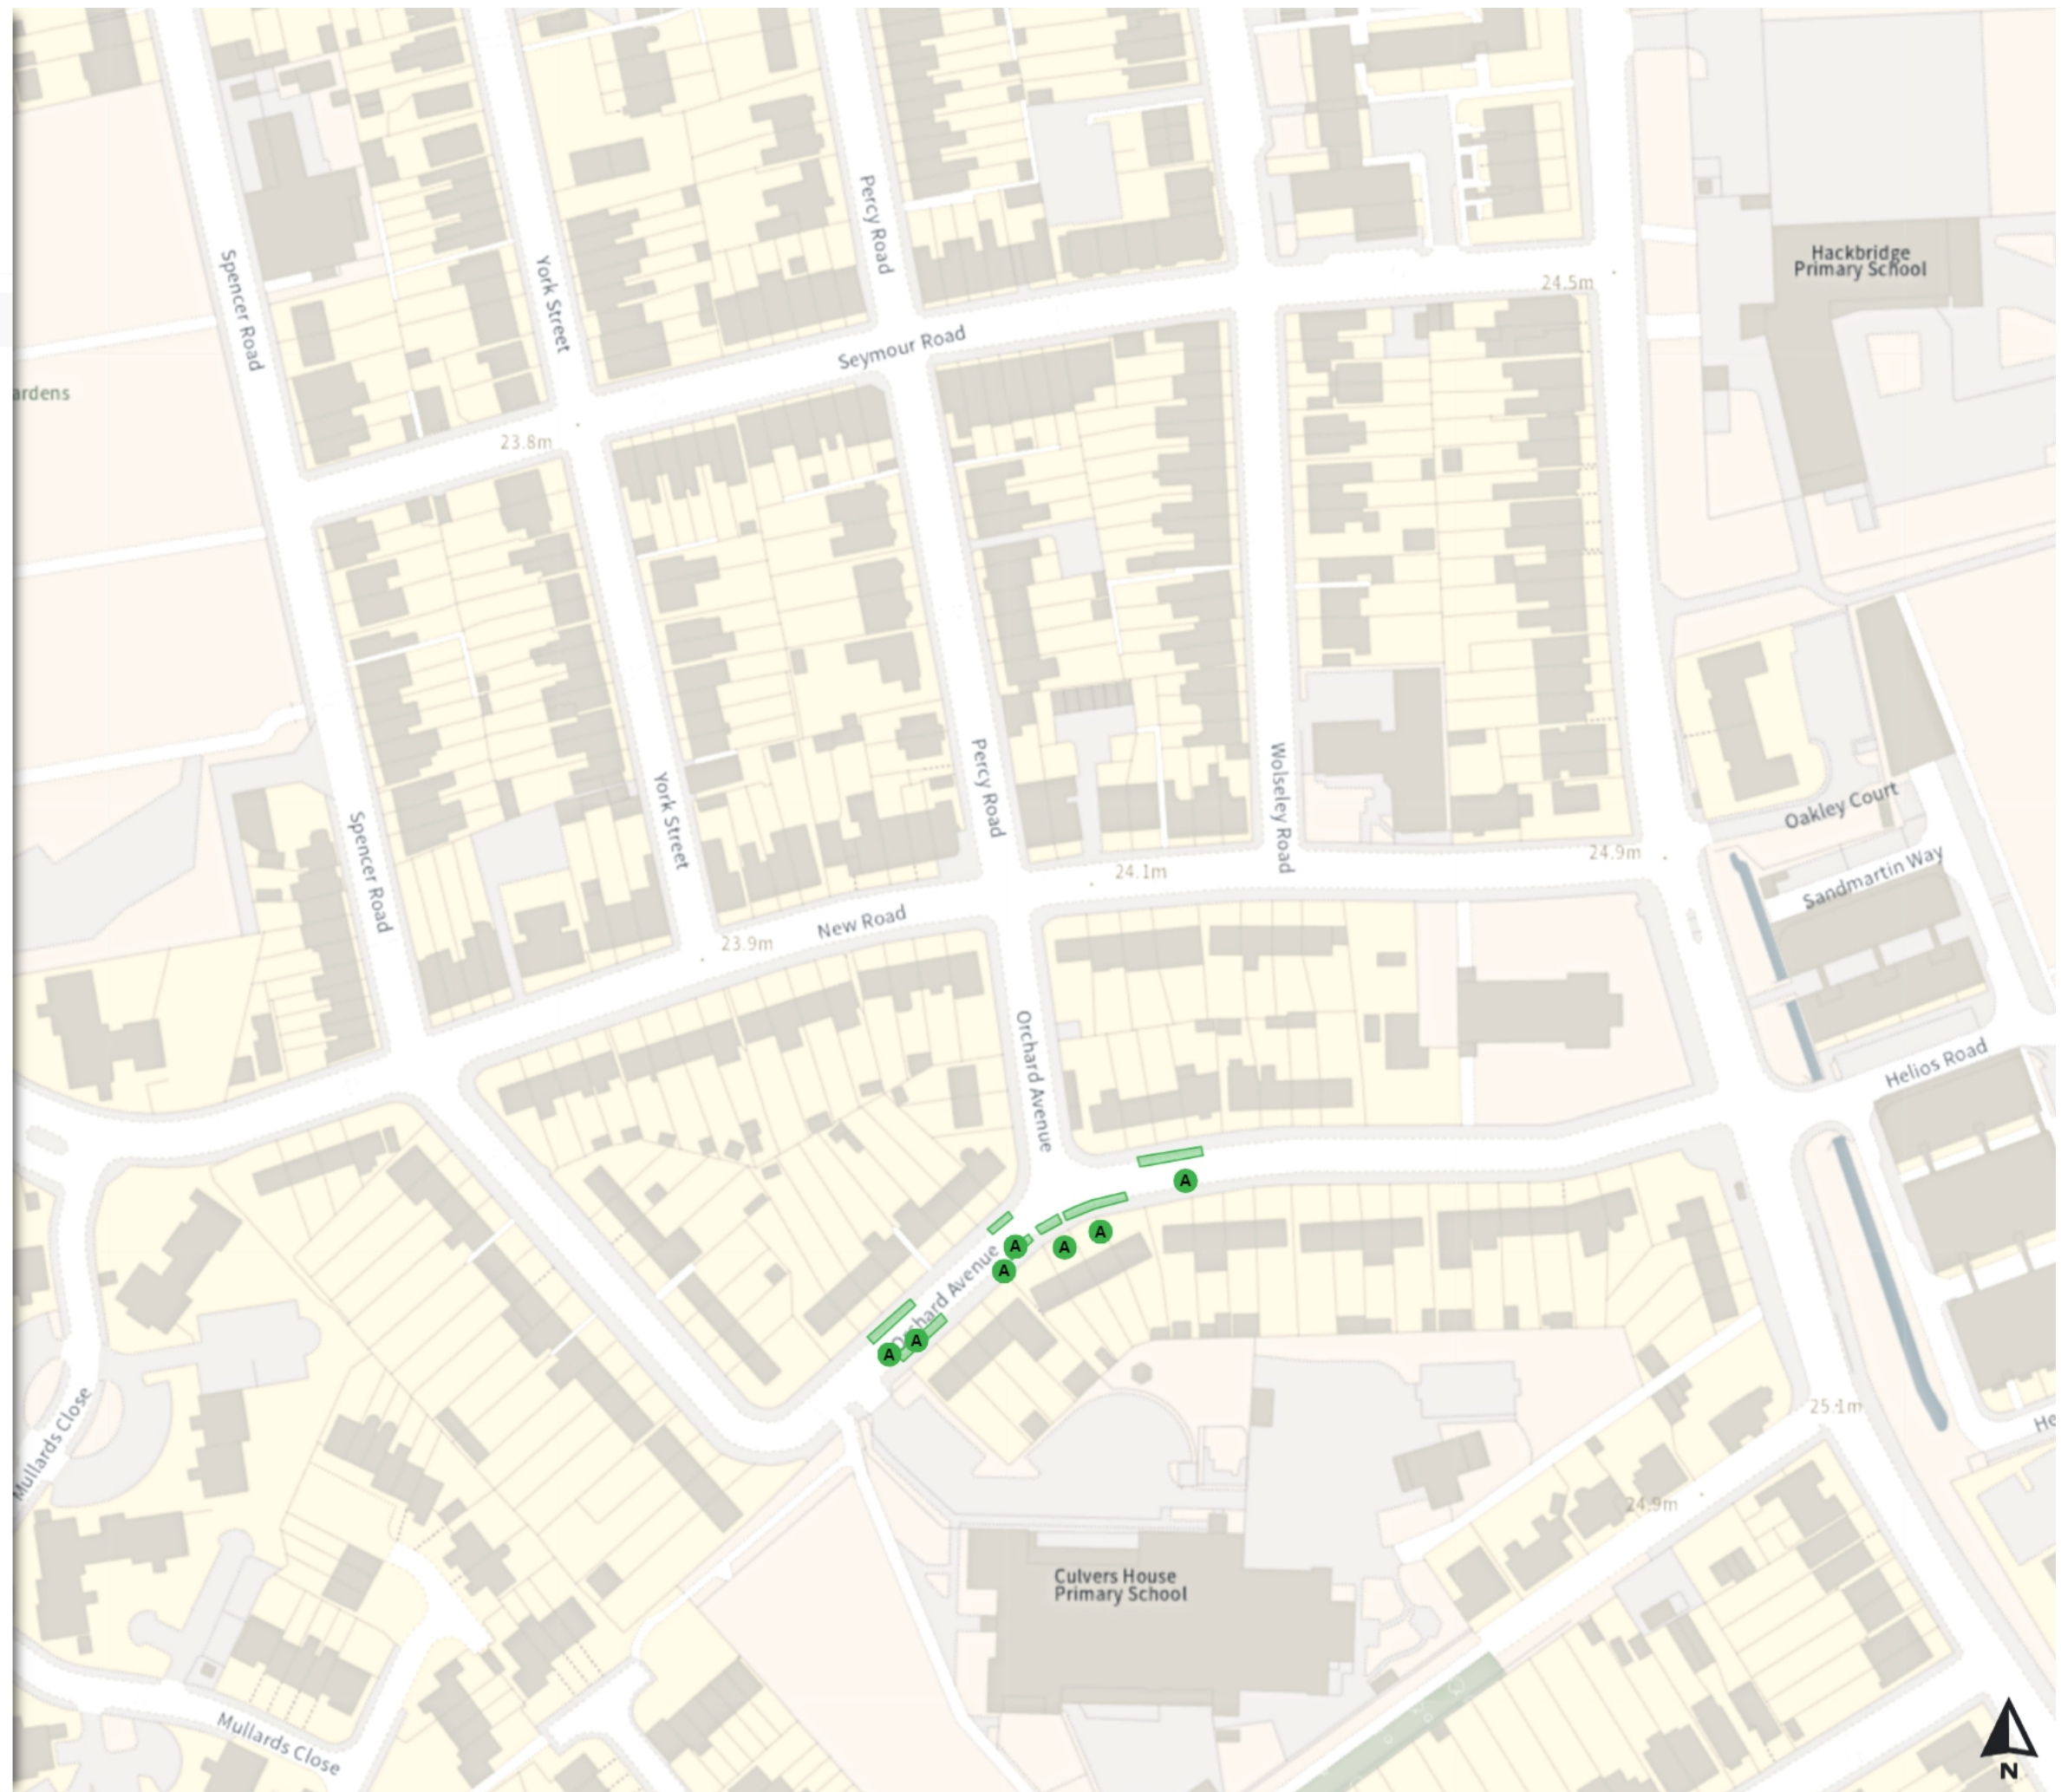 Percy Road
Spencer Road
York Street
Hackbridge
Primary School
24.5m
Seymour Road
ardens
23.8m
Percy Road
Wolseley Road
York Street
Spencer Road
Oakley Court
24.9m
Sandmartin Way
24.1m
New Road
23.9m
Orchard Avenue
Helios Road
A
A
A
A
A
Orchard Avenue
A
A
Mullards Close
25.1m
He
24.9m
Culvers House
Primary School
Mullards Close
N